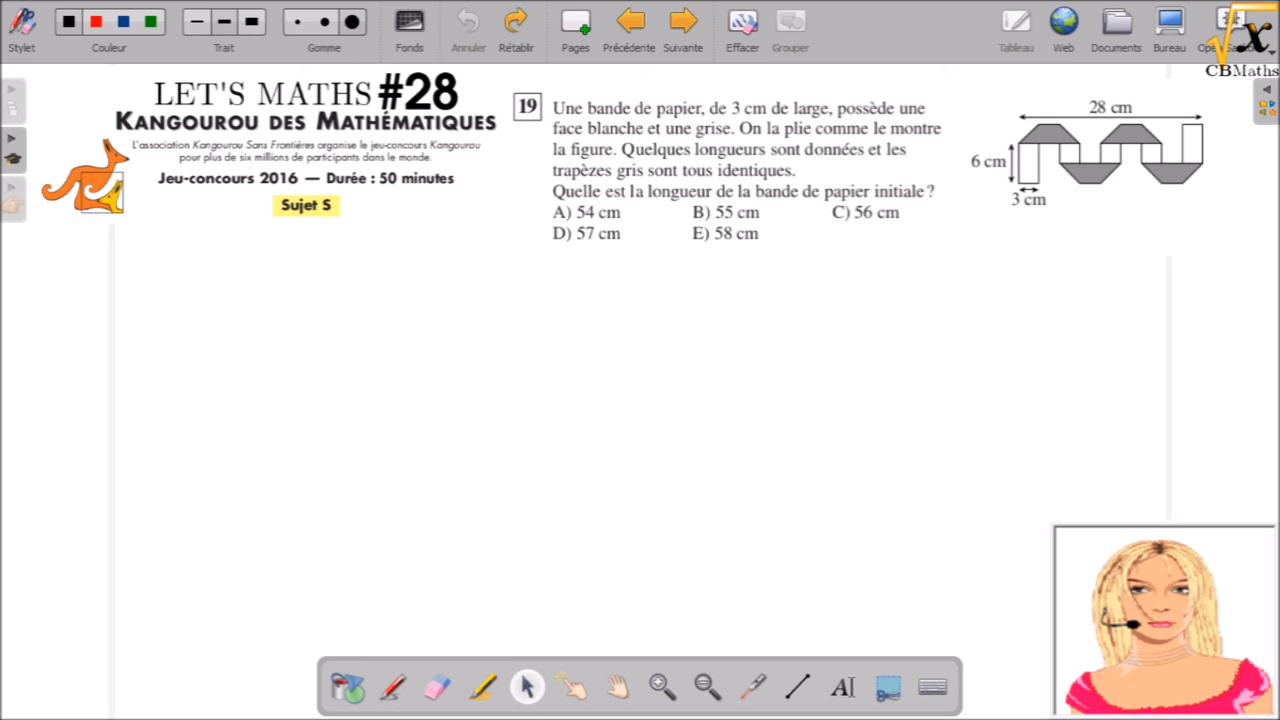 Stylet
Couleur
Trait
Gomme
Fonds
Annuler
Rétablir
Pages
Précédente
Suivante
Effacer
Grouper
Tableau
Web
Documents
Bureau
√x
CBMaths
LET'S MATHS #28
KANGOUROU DES MATHÉMATIQUES
L'association Kangourou Sans Frontières organise le jeu-concours Kangourou
pour plus de six millions de participants dans le monde.
Jeu-concours 2016 — Durée : 50 minutes
Sujet S
19 Une bande de papier, de 3 cm de large, possède une
face blanche et une grise. On la plie comme le montre
la figure. Quelques longueurs sont données et les
trapèzes gris sont tous identiques.
Quelle est la longueur de la bande de papier initiale ?
A) 54 cm B) 55 cm C) 56 cm
D) 57 cm E) 58 cm
28 cm
6 cm
3 cm
AI